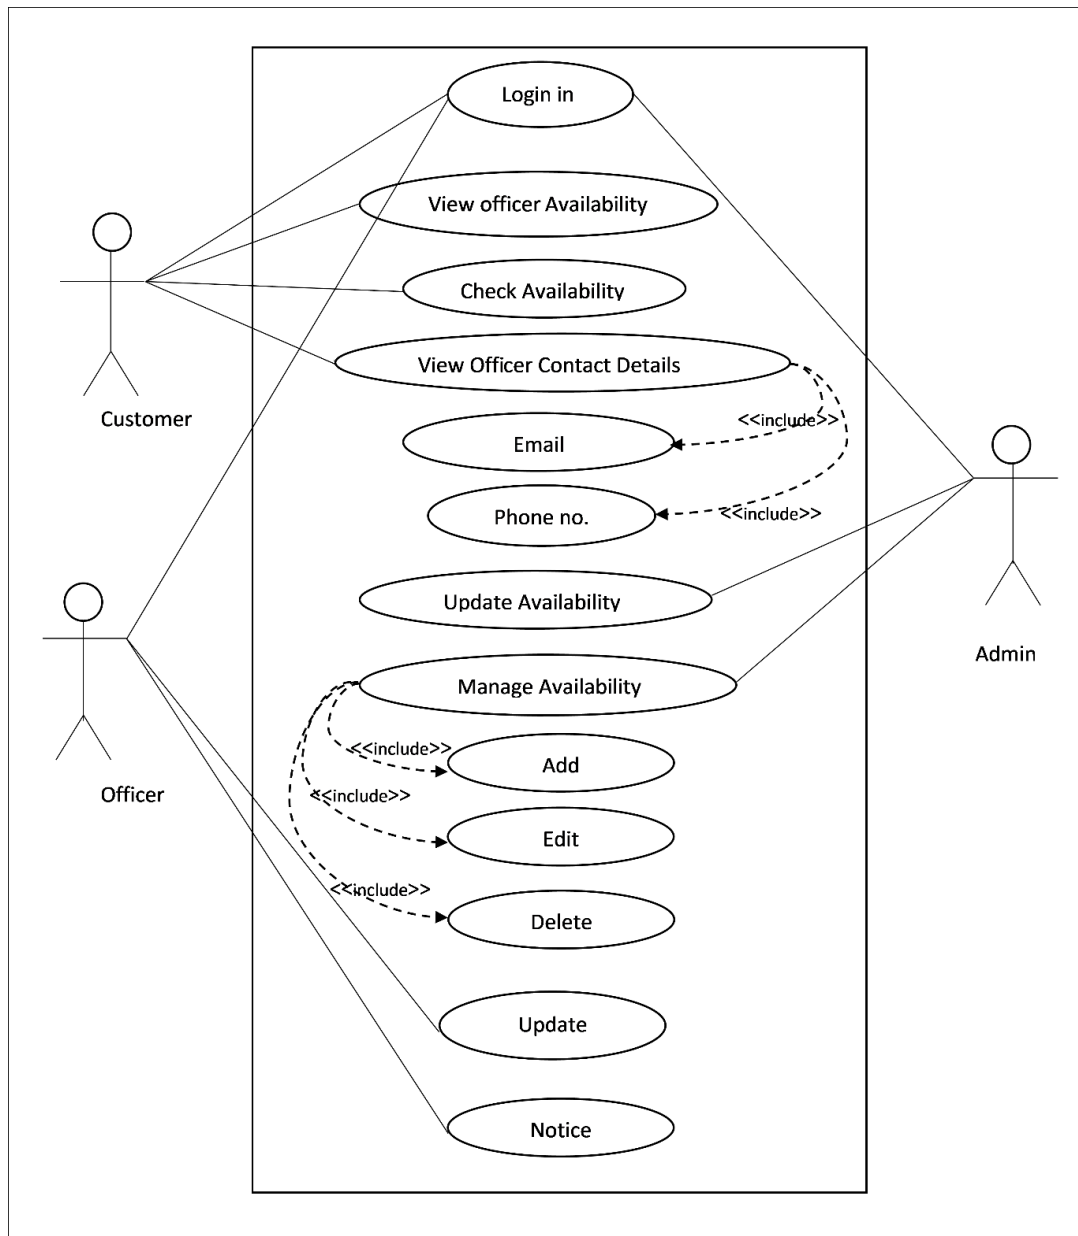 Login in
View officer Availability
Check Availability
View Officer Contact Details
Customer
<<include>>
Email
Phone no.
<<include>>
Update Availability
Admin
Manage Availability
<<include>>
Add
Officer
<<include>>
Edit
<<include>>
Delete
Update
Notice